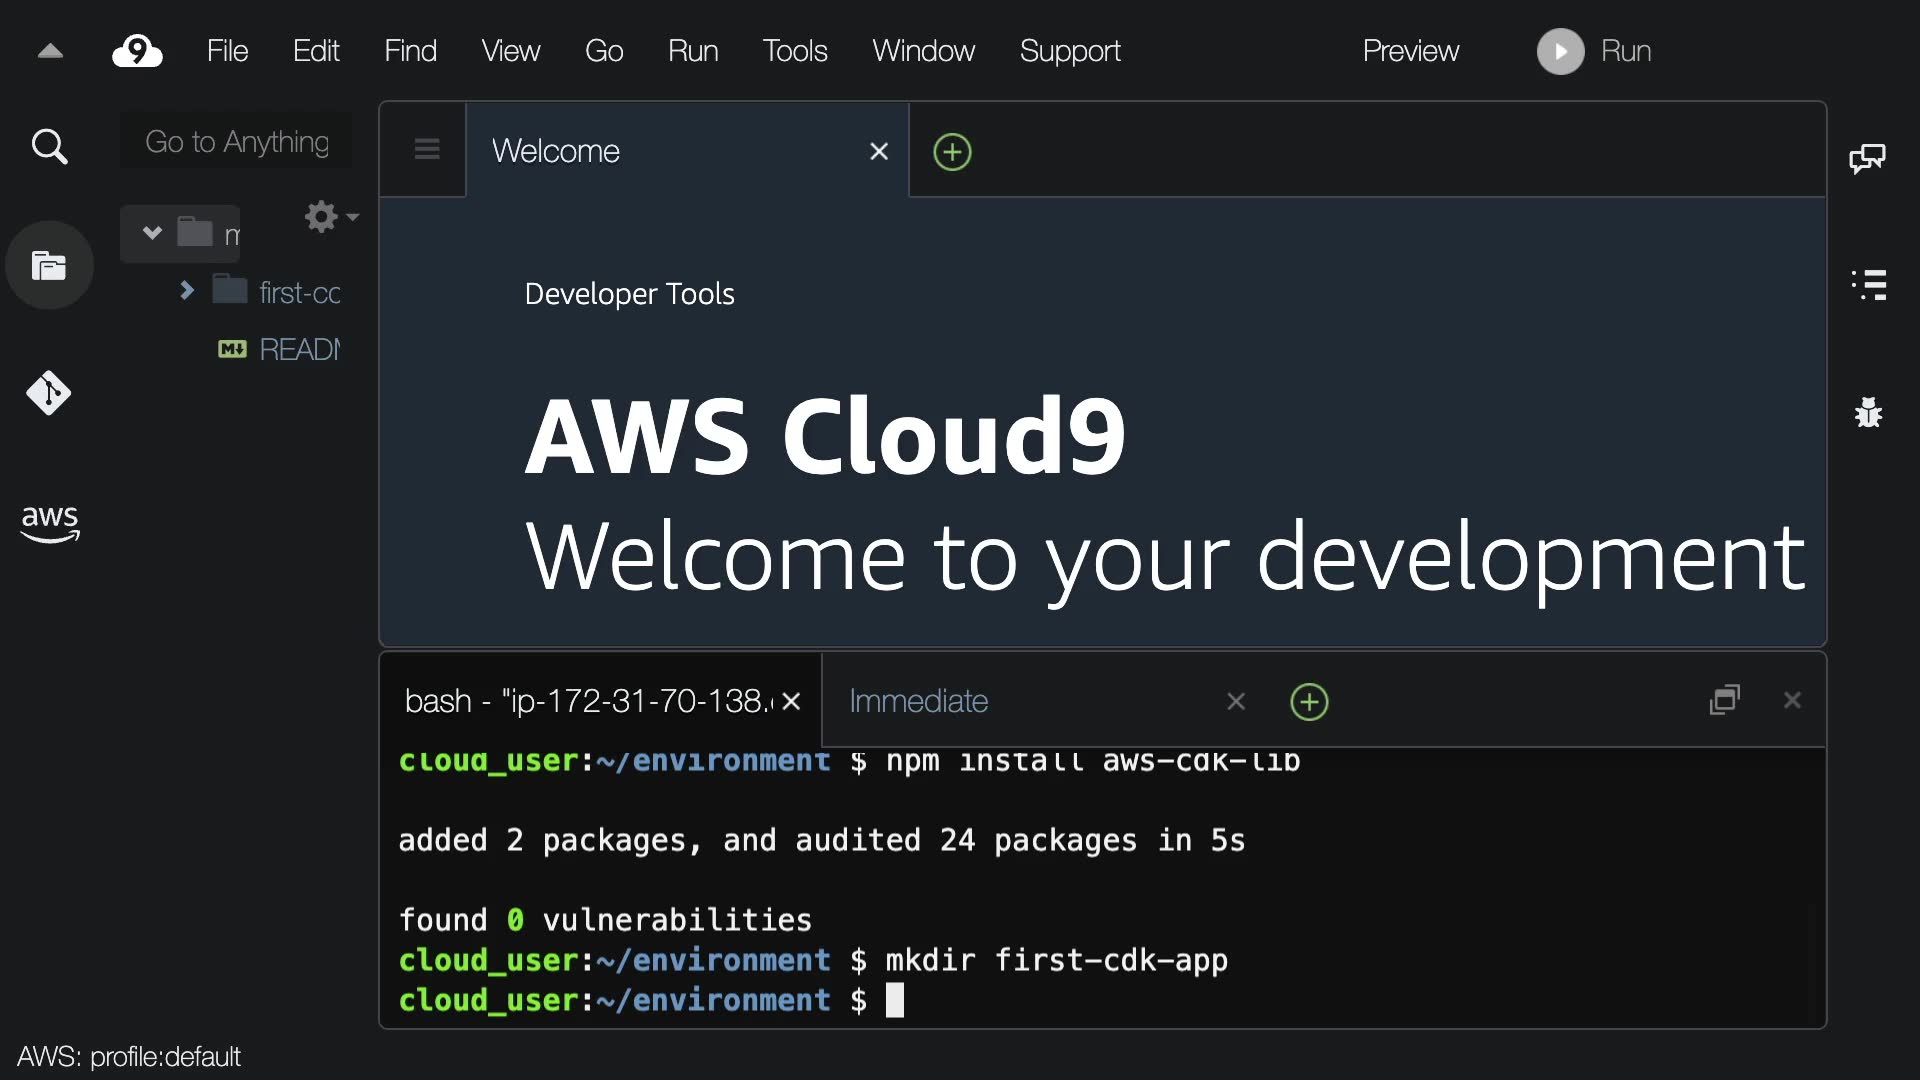 9 File Edit Find View Go Run Tools Window Support Preview Run
Go to Anything
Welcome
m
first-cc
READM
Developer Tools
AWS Cloud9
Welcome to your development
aws
bash - "ip-172-31-70-138.
Immediate
cloud_user:~/environment $ npm install aws-cdk-lib
added 2 packages, and audited 24 packages in 5s
found 0 vulnerabilities
cloud_user:~/environment $ mkdir first-cdk-app
cloud_user:~/environment $
AWS: profile:default